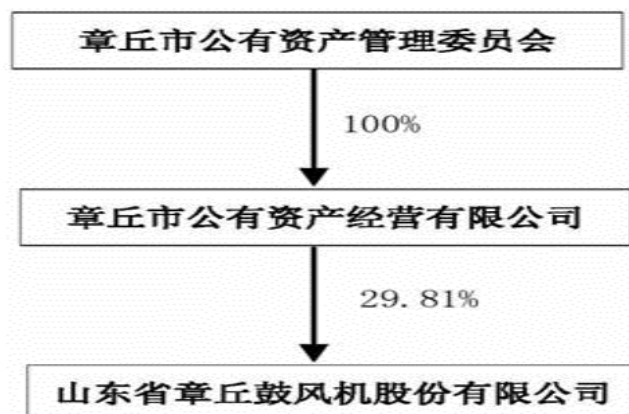 章丘市公有资产管理委员会
100%
章丘市公有资产经营有限公司
29.81%
山东省章丘鼓风机股份有限公司